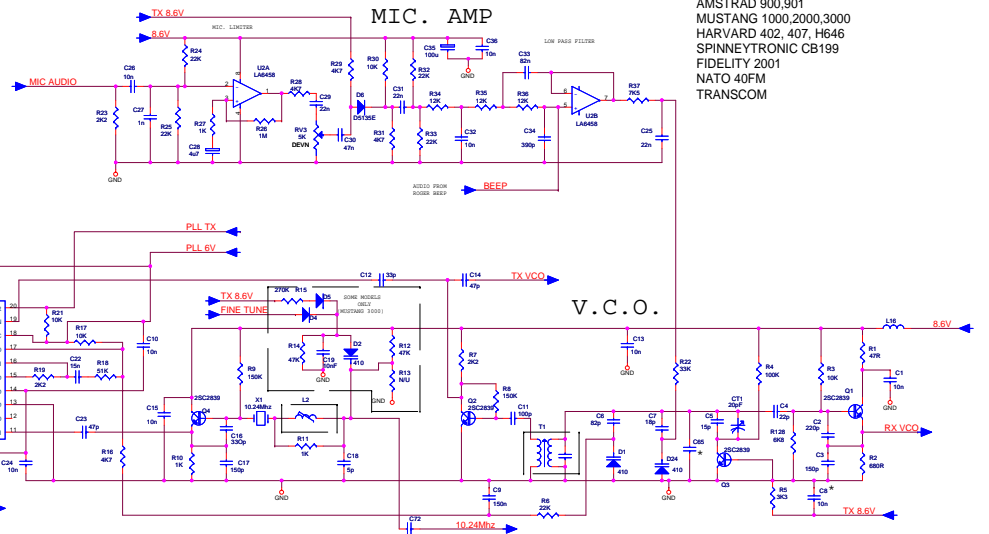 AMSTRAD 900,901
MUSTANG 1000,2000,3000
HARVARD 402, 407, H646
SPINNEYTRONIC CB199
FIDELITY 2001
NATO 40FM
TRANSCOM
MIC. AMP
TX 8.6V
8.6V
MIC. LIMITER
LOW PASS FILTER
MIC AUDIO
C26
10n
R24
22K
U2A
LA6458
8
2
3
1
4
R23
2K2
C27
1n
R25
22K
R27
1K
C28
4u7
R26
1M
R28
4K7
C29
22n
RV3
5K
DEVN
C30
47n
R29
4K7
D6
DS135E
R30
10K
C31
22n
R31
4K7
R32
22K
R33
22K
C35
100u
C36
10n
GND
R34
12K
C32
10n
R35
12K
R36
12K
C33
82n
C34
390p
6
5
7
U2B
LA6458
R37
7K5
C25
22n
GND
AUDIO FROM
ROGER BEEP
BEEP
PLL TX
PLL 6V
V.C.O.
C12
33p
C14
47p
TX VCO
TX 8.6V
FINE TUNE
270K
R15
D5
D4
SOME MODELS
ONLY
MUSTANG 3000)
20
19
18
17
16
15
14
13
12
11
R21
10K
R17
10K
C10
10n
R19
2K2
C22
15n
R18
51K
C23
47p
C24
10n
R16
4K7
C15
10n
2SC2839
Q4
R10
1K
R9
150K
C16
33Op
C17
150p
X1
10.24Mhz
L2
R11
1K
R14
47K
C19
10nF
GND
D2
410
R12
47K
R13
N/U
GND
C18
5p
R7
2K2
2SC2839
Q2
R8
150K
C11
100p
T1
C9
150n
R6
22K
C72
10.24Mhz
GND
C13
10n
GND
C6
82p
D1
410
C7
18p
D24
410
R22
33K
GND
C65
*
C5
15p
CT1
20pF
2SC2839
Q3
R4
100K
C4
22p
R126
6K8
R3
10K
C2
220p
C3
150p
L16
8.6V
R1
47R
Q1
2SC2839
C1
10n
GND
RX VCO
R2
680R
R5
3K3
C8
*
10n
TX 8.6V